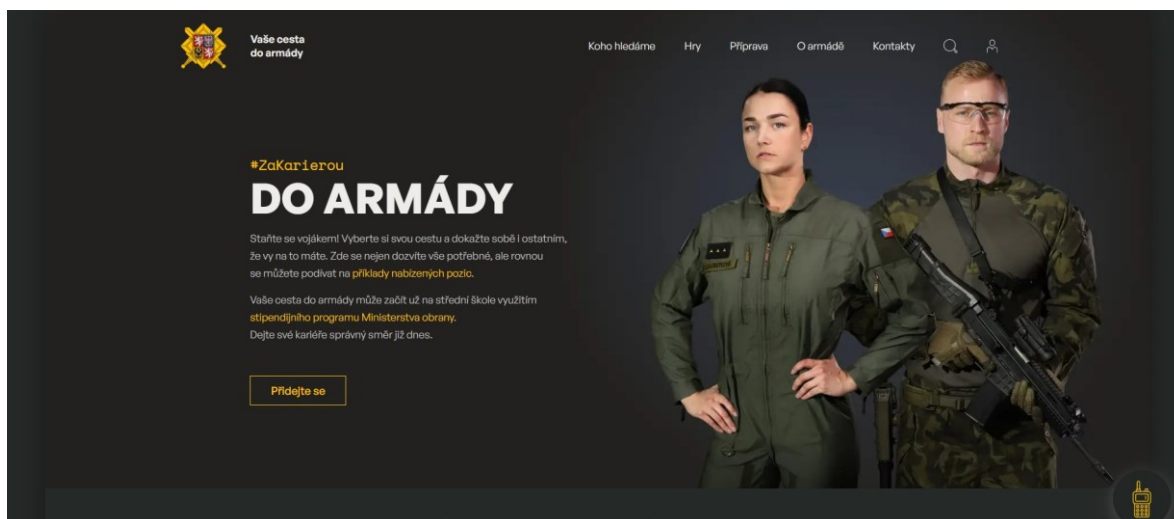 Vaše cesta
do armády
Koho hledáme Hry Příprava O armádě Kontakty
#ZaKarierou
DO ARMÁDY
Staňte se vojákem! Vyberte si svou cestu a dokažte sobě i ostatním,
že vy na to máte. Zde se nejen dozvíte vše potřebné, ale rovnou
se můžete podívat na příklady nabízených pozic.
Vaše cesta do armády může začít už na střední škole využitím
stipendijního programu Ministerstva obrany.
Dejte své kariéře správný směr již dnes.
Přidejte se